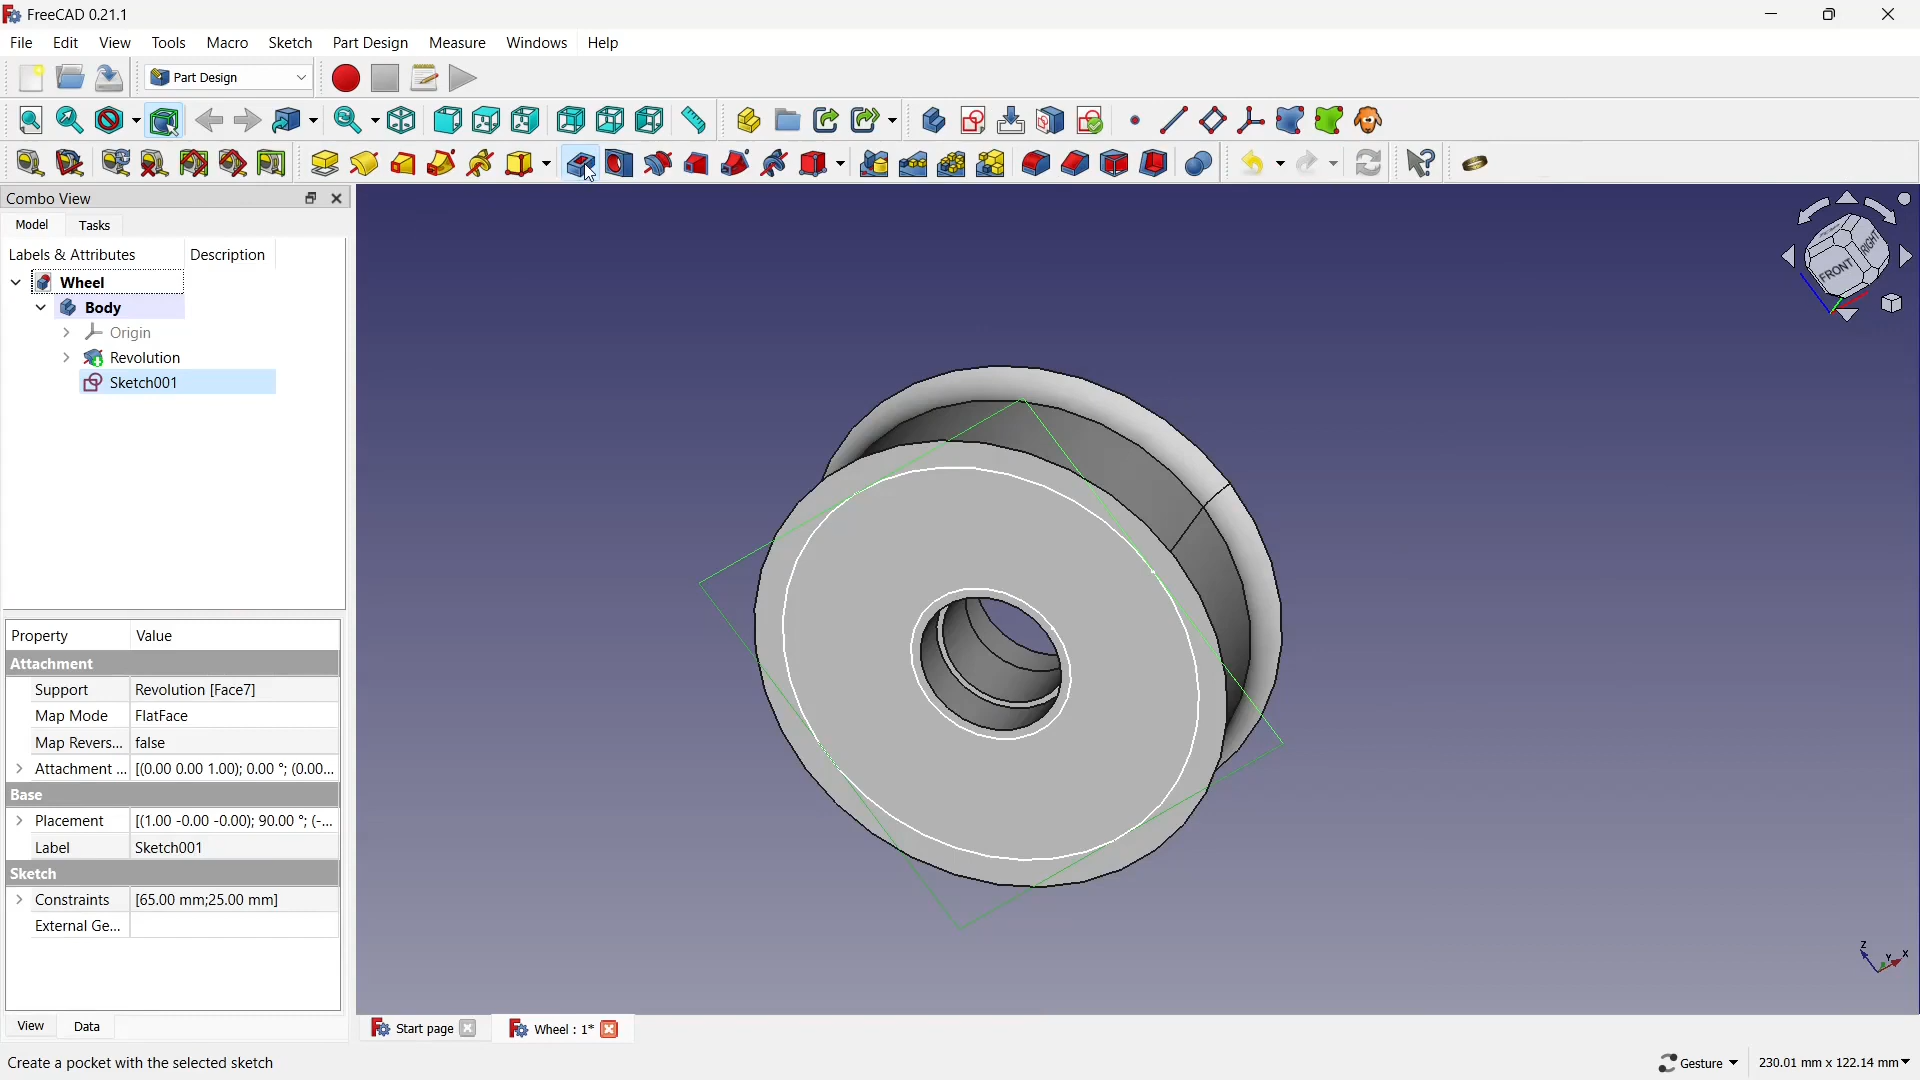 FreeCAD 0.21.1
File Edit View Tools Macro Sketch Part Design Measure Windows Help
Part Design
Combo View
Model Tasks
Labels & Attributes Description
Wheel
Body
Origin
Revolution
Sketch001
Property Value
Attachment
Support Revolution [Face7]
Map Mode FlatFace
Map Revers... false
Attachment ... [(0.00 0.00 1.00); 0.00 °; (0.00...
Base
Placement [(1.00 -0.00 -0.00); 90.00 °; (-...
Label Sketch001
Sketch
Constraints [65.00 mm;25.00 mm]
External Ge...
View Data
FRONT
RIGHT
Z
Y
X
Start page Wheel : 1*
Create a pocket with the selected sketch
Gesture 230.01 mm x 122.14 mm